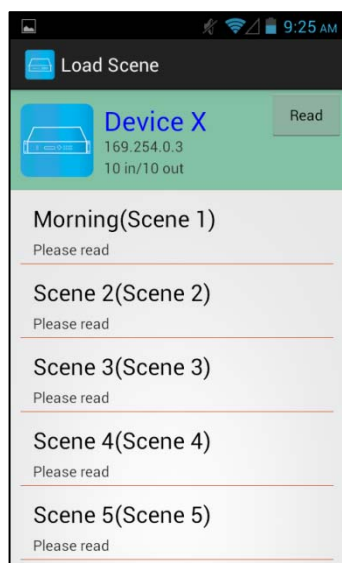 9:25 AM
Load Scene
Device X
Read
169.254.0.3
10 in/10 out
Morning(Scene 1)
Please read
Scene 2(Scene 2)
Please read
Scene 3(Scene 3)
Please read
Scene 4(Scene 4)
Please read
Scene 5(Scene 5)
Please read